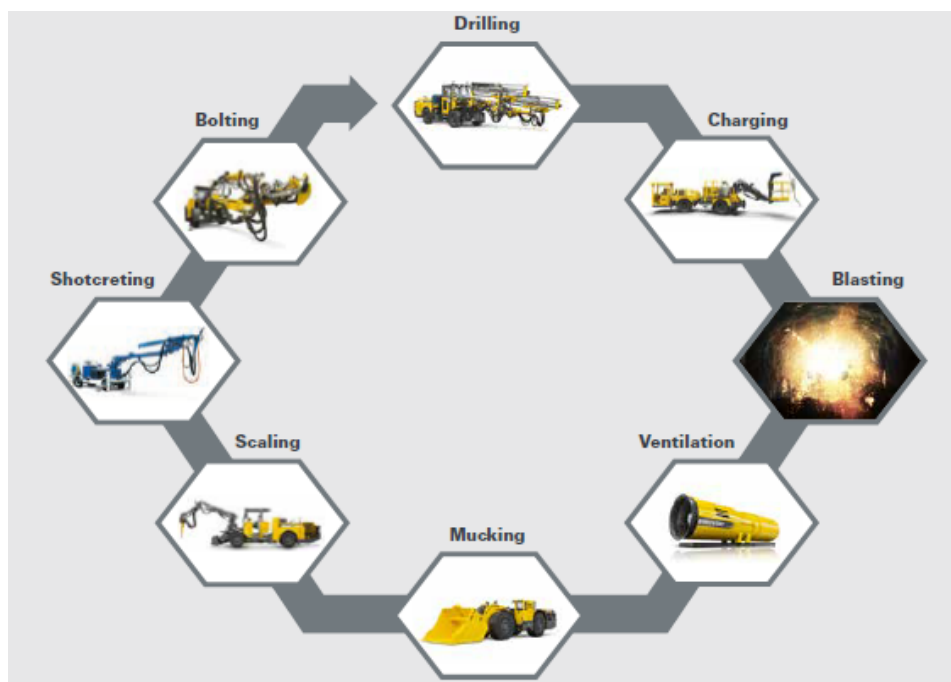 Drilling
Charging
Blasting
Ventilation
Mucking
Scaling
Shotcreting
Bolting